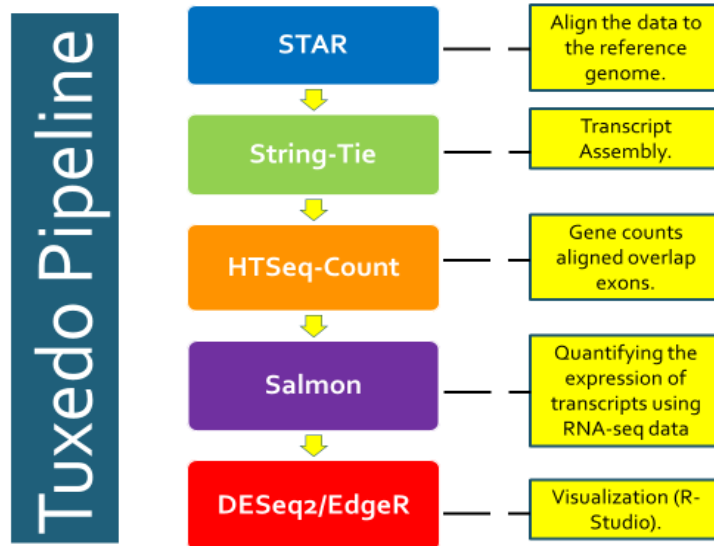 Tuxedo Pipeline
STAR
Align the data to
the reference
genome.
String-Tie
Transcript
Assembly.
HTSeq-Count
Gene counts
aligned overlap
exons.
Salmon
Quantifying the
expression of
transcripts using
RNA-seq data
DESeq2/EdgeR
Visualization (R-
Studio).